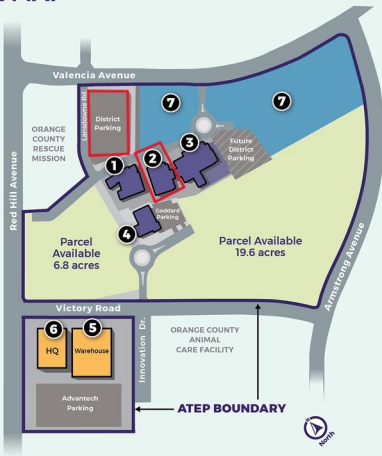 Valencia Avenue
Lansdowne Rd.
District
Parking
7
7
ORANGE
COUNTY
RESCUE
MISSION
1
2
3
Future
District
Parking
Red Hill Avenue
4
Goddard
Parking
Parcel
Available
6.8 acres
Parcel Available
19.6 acres
Armstrong Avenue
Victory Road
6
5
HQ
Warehouse
Innovation Dr.
ORANGE COUNTY
ANIMAL
CARE FACILITY
Advantech
Parking
ATEP BOUNDARY
North